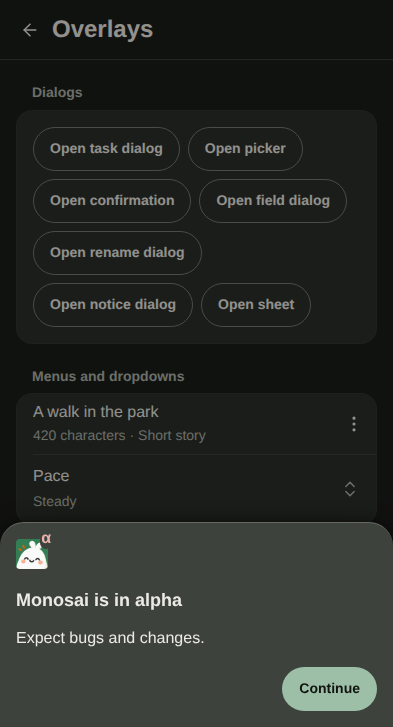 Overlays
Dialogs
Open task dialog
Open picker
Open confirmation
Open field dialog
Open rename dialog
Open notice dialog
Open sheet
Menus and dropdowns
A walk in the park
420 characters · Short story
Pace
Steady
α
Monosai is in alpha
Expect bugs and changes.
Continue